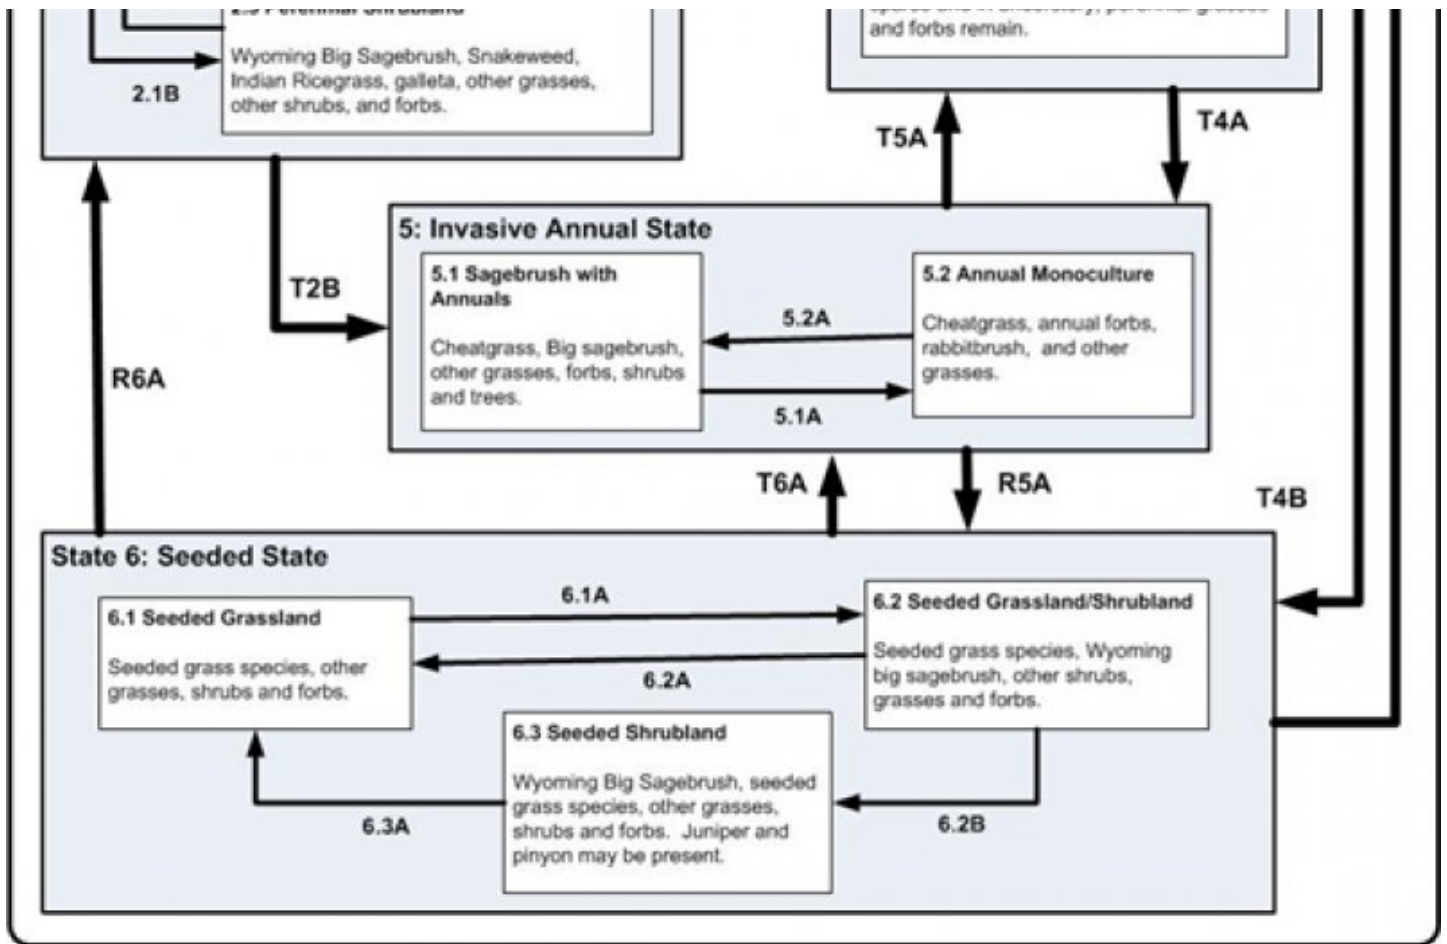 2.3 Perennial Shrubland
Wyoming Big Sagebrush, Snakeweed,
Indian Ricegrass, galleta, other grasses,
other shrubs, and forbs.
2.1B
and forbs remain.
T5A
T4A
5: Invasive Annual State
5.1 Sagebrush with
Annuals
Cheatgrass, Big sagebrush,
other grasses, forbs, shrubs
and trees.
5.2A
5.1A
5.2 Annual Monoculture
Cheatgrass, annual forbs,
rabbitbrush, and other
grasses.
T2B
R6A
T6A
R5A
T4B
State 6: Seeded State
6.1 Seeded Grassland
Seeded grass species, other
grasses, shrubs and forbs.
6.1A
6.2A
6.2 Seeded Grassland/Shrubland
Seeded grass species, Wyoming
big sagebrush, other shrubs,
grasses and forbs.
6.3 Seeded Shrubland
Wyoming Big Sagebrush, seeded
grass species, other grasses,
shrubs and forbs. Juniper and
pinyon may be present.
6.3A
6.2B